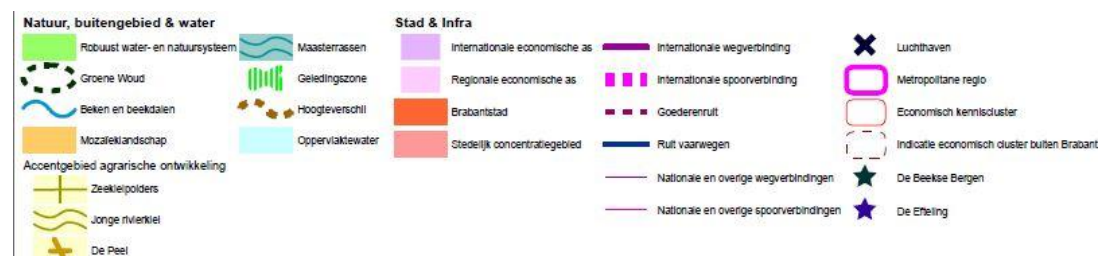 Natuur, buitengebied & water
Robuust water- en natuursysteem
Groene Woud
Beken en beekdalen
Mozaïeklandschap
Maasterrassen
Geledingszone
Hoogteverschil
Oppervlaktewater
Accentgebied agrarische ontwikkeling
Zeekleipolders
Jonge rivierklei
De Peel
Stad & Infra
Internationale economische as
Regionale economische as
Brabantstad
Stedelijk concentratiegebied
Internationale wegverbinding
Internationale spoorverbinding
Goederenruit
Ruit vaarwegen
Nationale en overige wegverbindingen
Nationale en overige spoorverbindingen
Luchthaven
Metropolitane regio
Economisch kenniscluster
Indicatie economisch cluster buiten Brabant
De Beekse Bergen
De Efteling